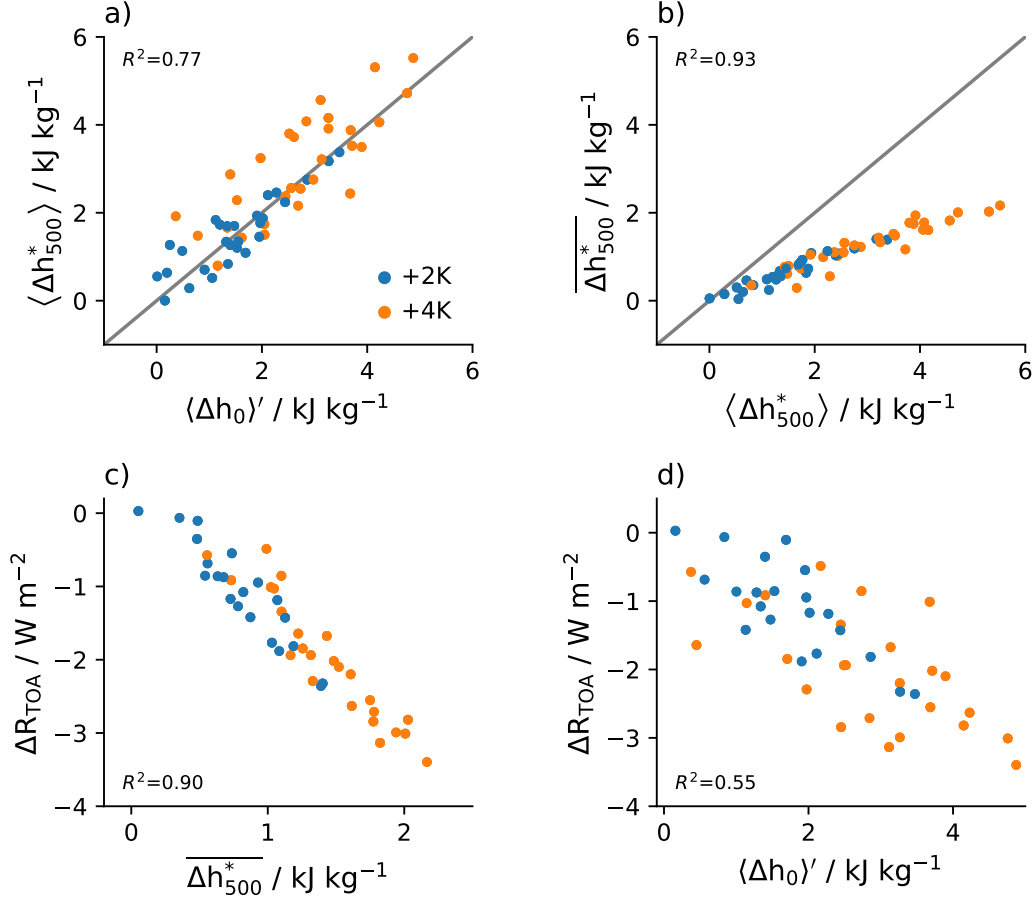 a)
R²=0.77
⟨Δh*500⟩ / kJ kg⁻¹
6
4
2
0
+2K
+4K
0 2 4 6
⟨Δh₀⟩′ / kJ kg⁻¹
b)
R²=0.93
Δh*500 / kJ kg⁻¹
6
4
2
0
0 2 4 6
⟨Δh*500⟩ / kJ kg⁻¹
c)
ΔR_TOA / W m⁻²
0
−1
−2
−3
−4
R²=0.90
0 1 2
Δh*500 / kJ kg⁻¹
d)
ΔR_TOA / W m⁻²
0
−1
−2
−3
−4
R²=0.55
0 2 4
⟨Δh₀⟩′ / kJ kg⁻¹